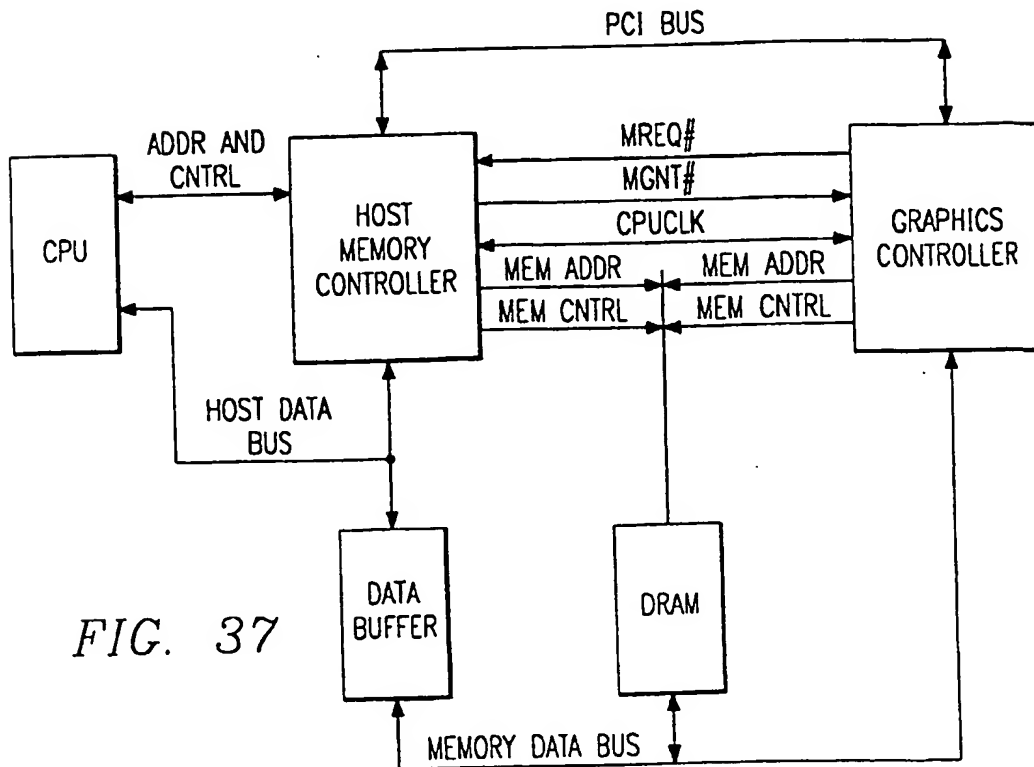 PCI BUS
ADDR AND
CNTRL
CPU
HOST
MEMORY
CONTROLLER
MREQ#
MGNT#
CPUCLK
MEM ADDR
MEM ADDR
MEM CNTRL
MEM CNTRL
GRAPHICS
CONTROLLER
HOST DATA
BUS
DATA
BUFFER
DRAM
FIG. 37
MEMORY DATA BUS